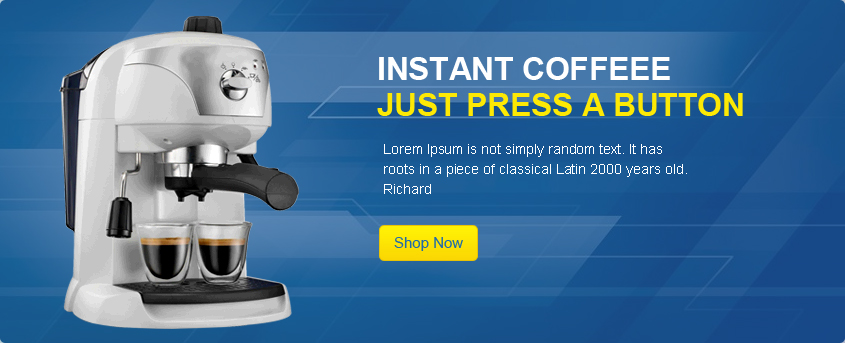 INSTANT COFFEEE
JUST PRESS A BUTTON
Lorem Ipsum is not simply random text. It has
roots in a piece of classical Latin 2000 years old.
Richard
Shop Now